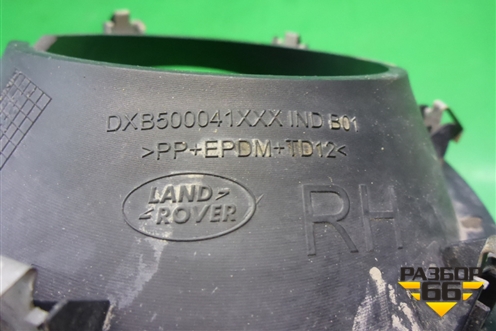 DXB500041XXX IND B01
>PP+EPDM+TD12<
LAND
ROVER
RH
РАЗБОР
66